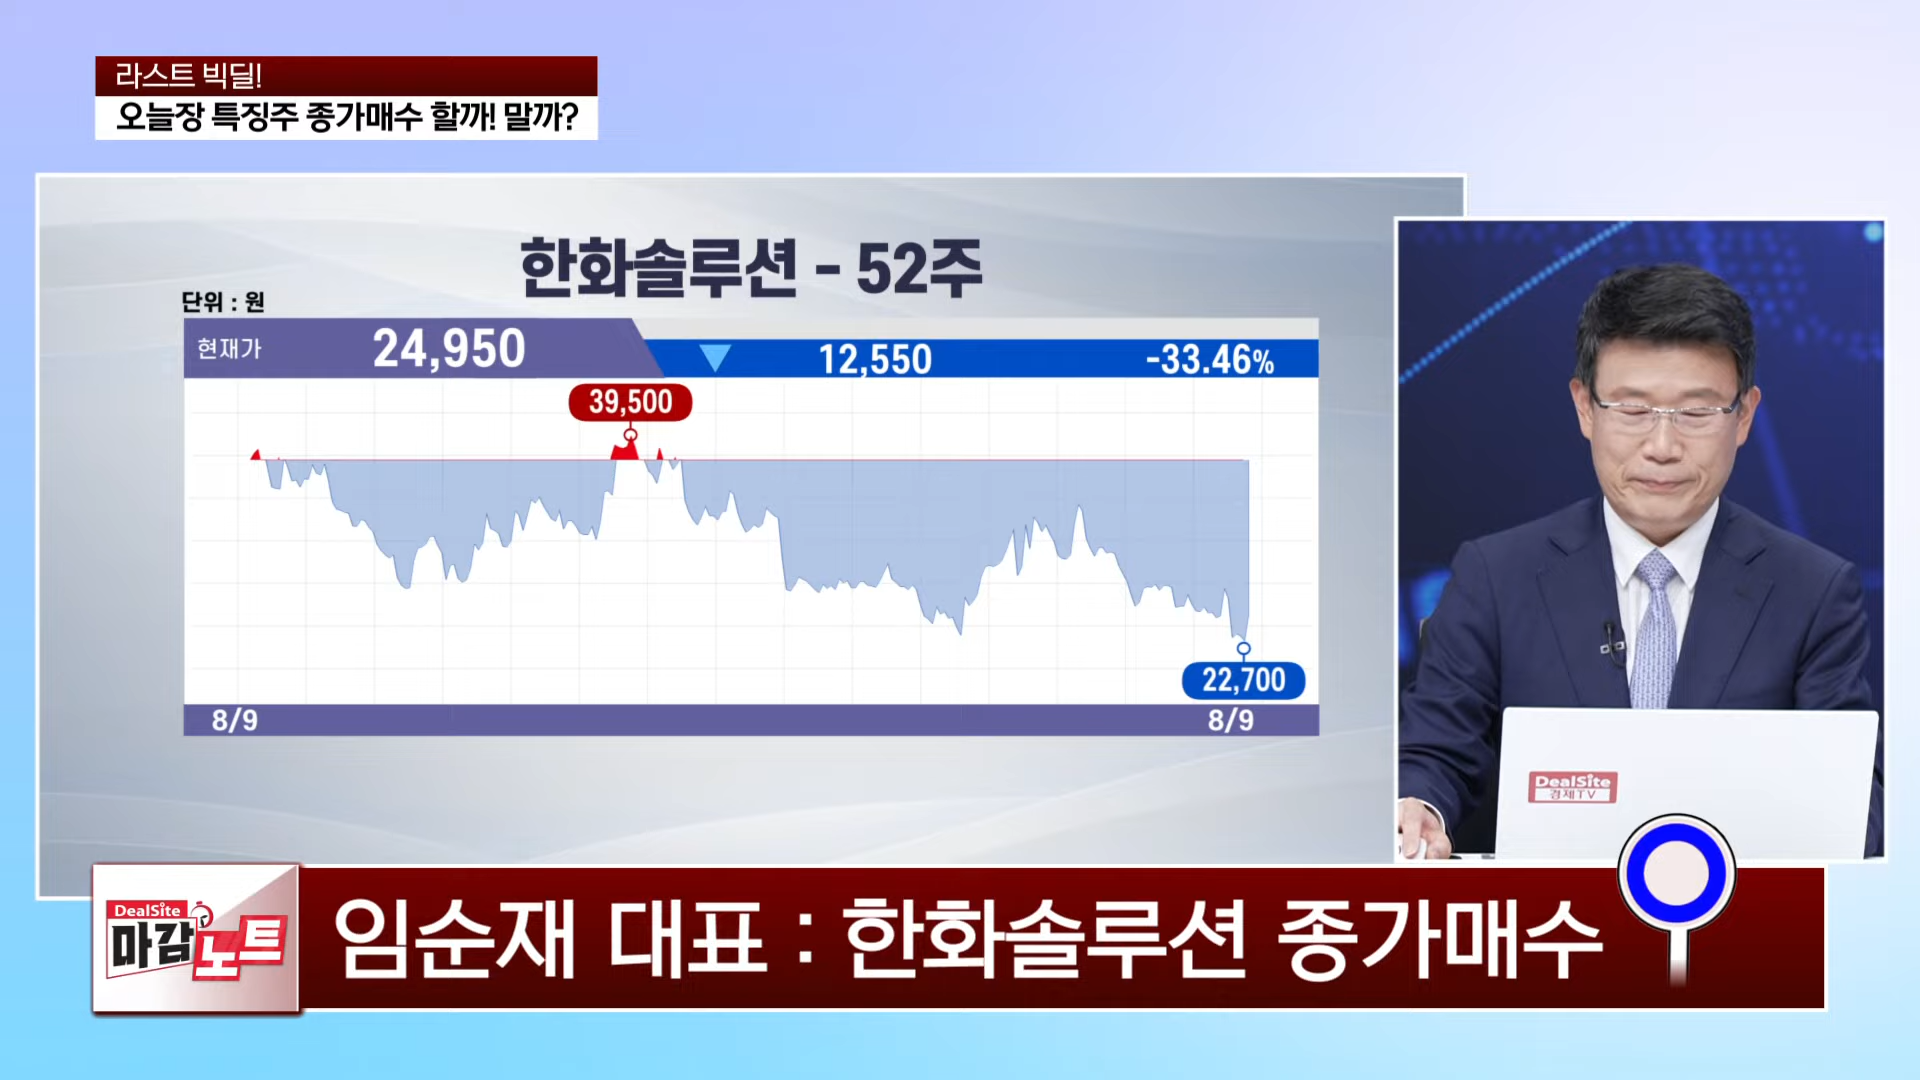 라스트 빅딜!
오늘장 특징주 종가매수 할까! 말까?
한화솔루션 - 52주
단위 : 원
현재가 24,950 ▼ 12,550 -33.46%
39,500
22,700
8/9 8/9
DealSite
경제TV
DealSite
마감노트
임순재 대표 : 한화솔루션 종가매수